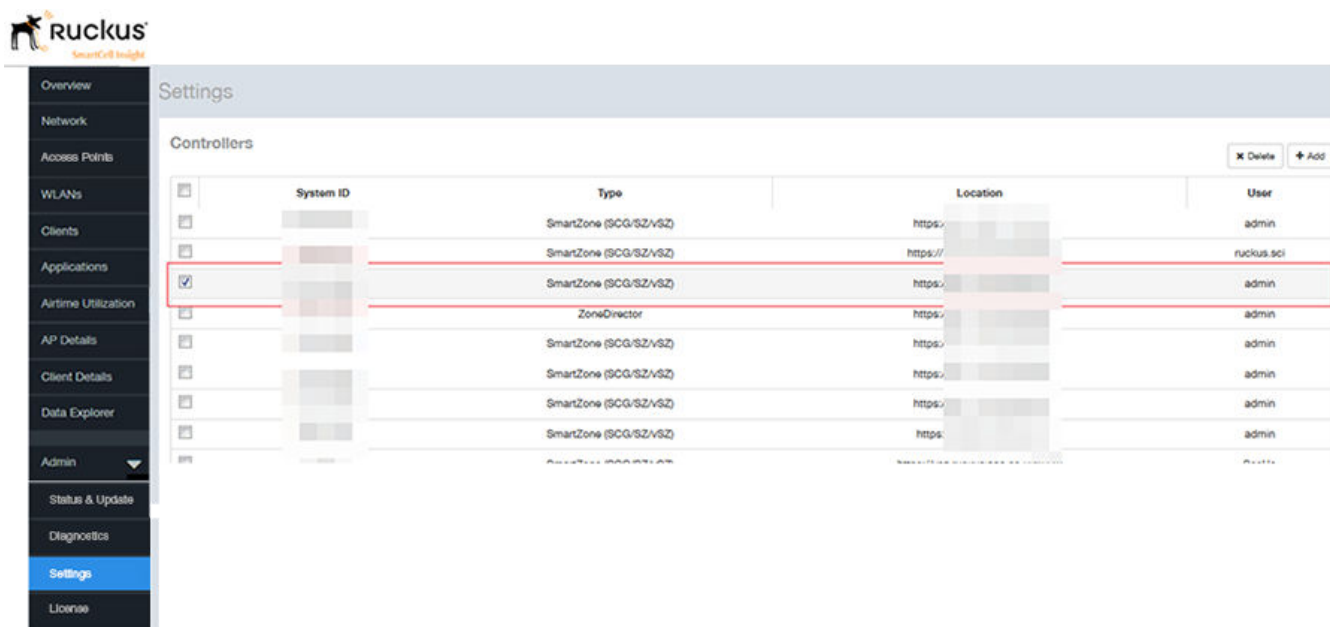 Ruckus
SmartCell Insight
Overview
Network
Access Points
WLANs
Clients
Applications
Airtime Utilization
AP Details
Client Details
Data Explorer
Admin
Status & Update
Diagnostics
Settings
License
Settings
Controllers
Delete + Add
System ID Type Location User
SmartZone (SCG/SZ/vSZ) https:/ admin
SmartZone (SCG/SZ/vSZ) https:// ruckus.sci
SmartZone (SCG/SZ/vSZ) https:/ admin
ZoneDirector https:/ admin
SmartZone (SCG/SZ/vSZ) https:/ admin
SmartZone (SCG/SZ/vSZ) https:/ admin
SmartZone (SCG/SZ/vSZ) https:/ admin
SmartZone (SCG/SZ/vSZ) https: admin